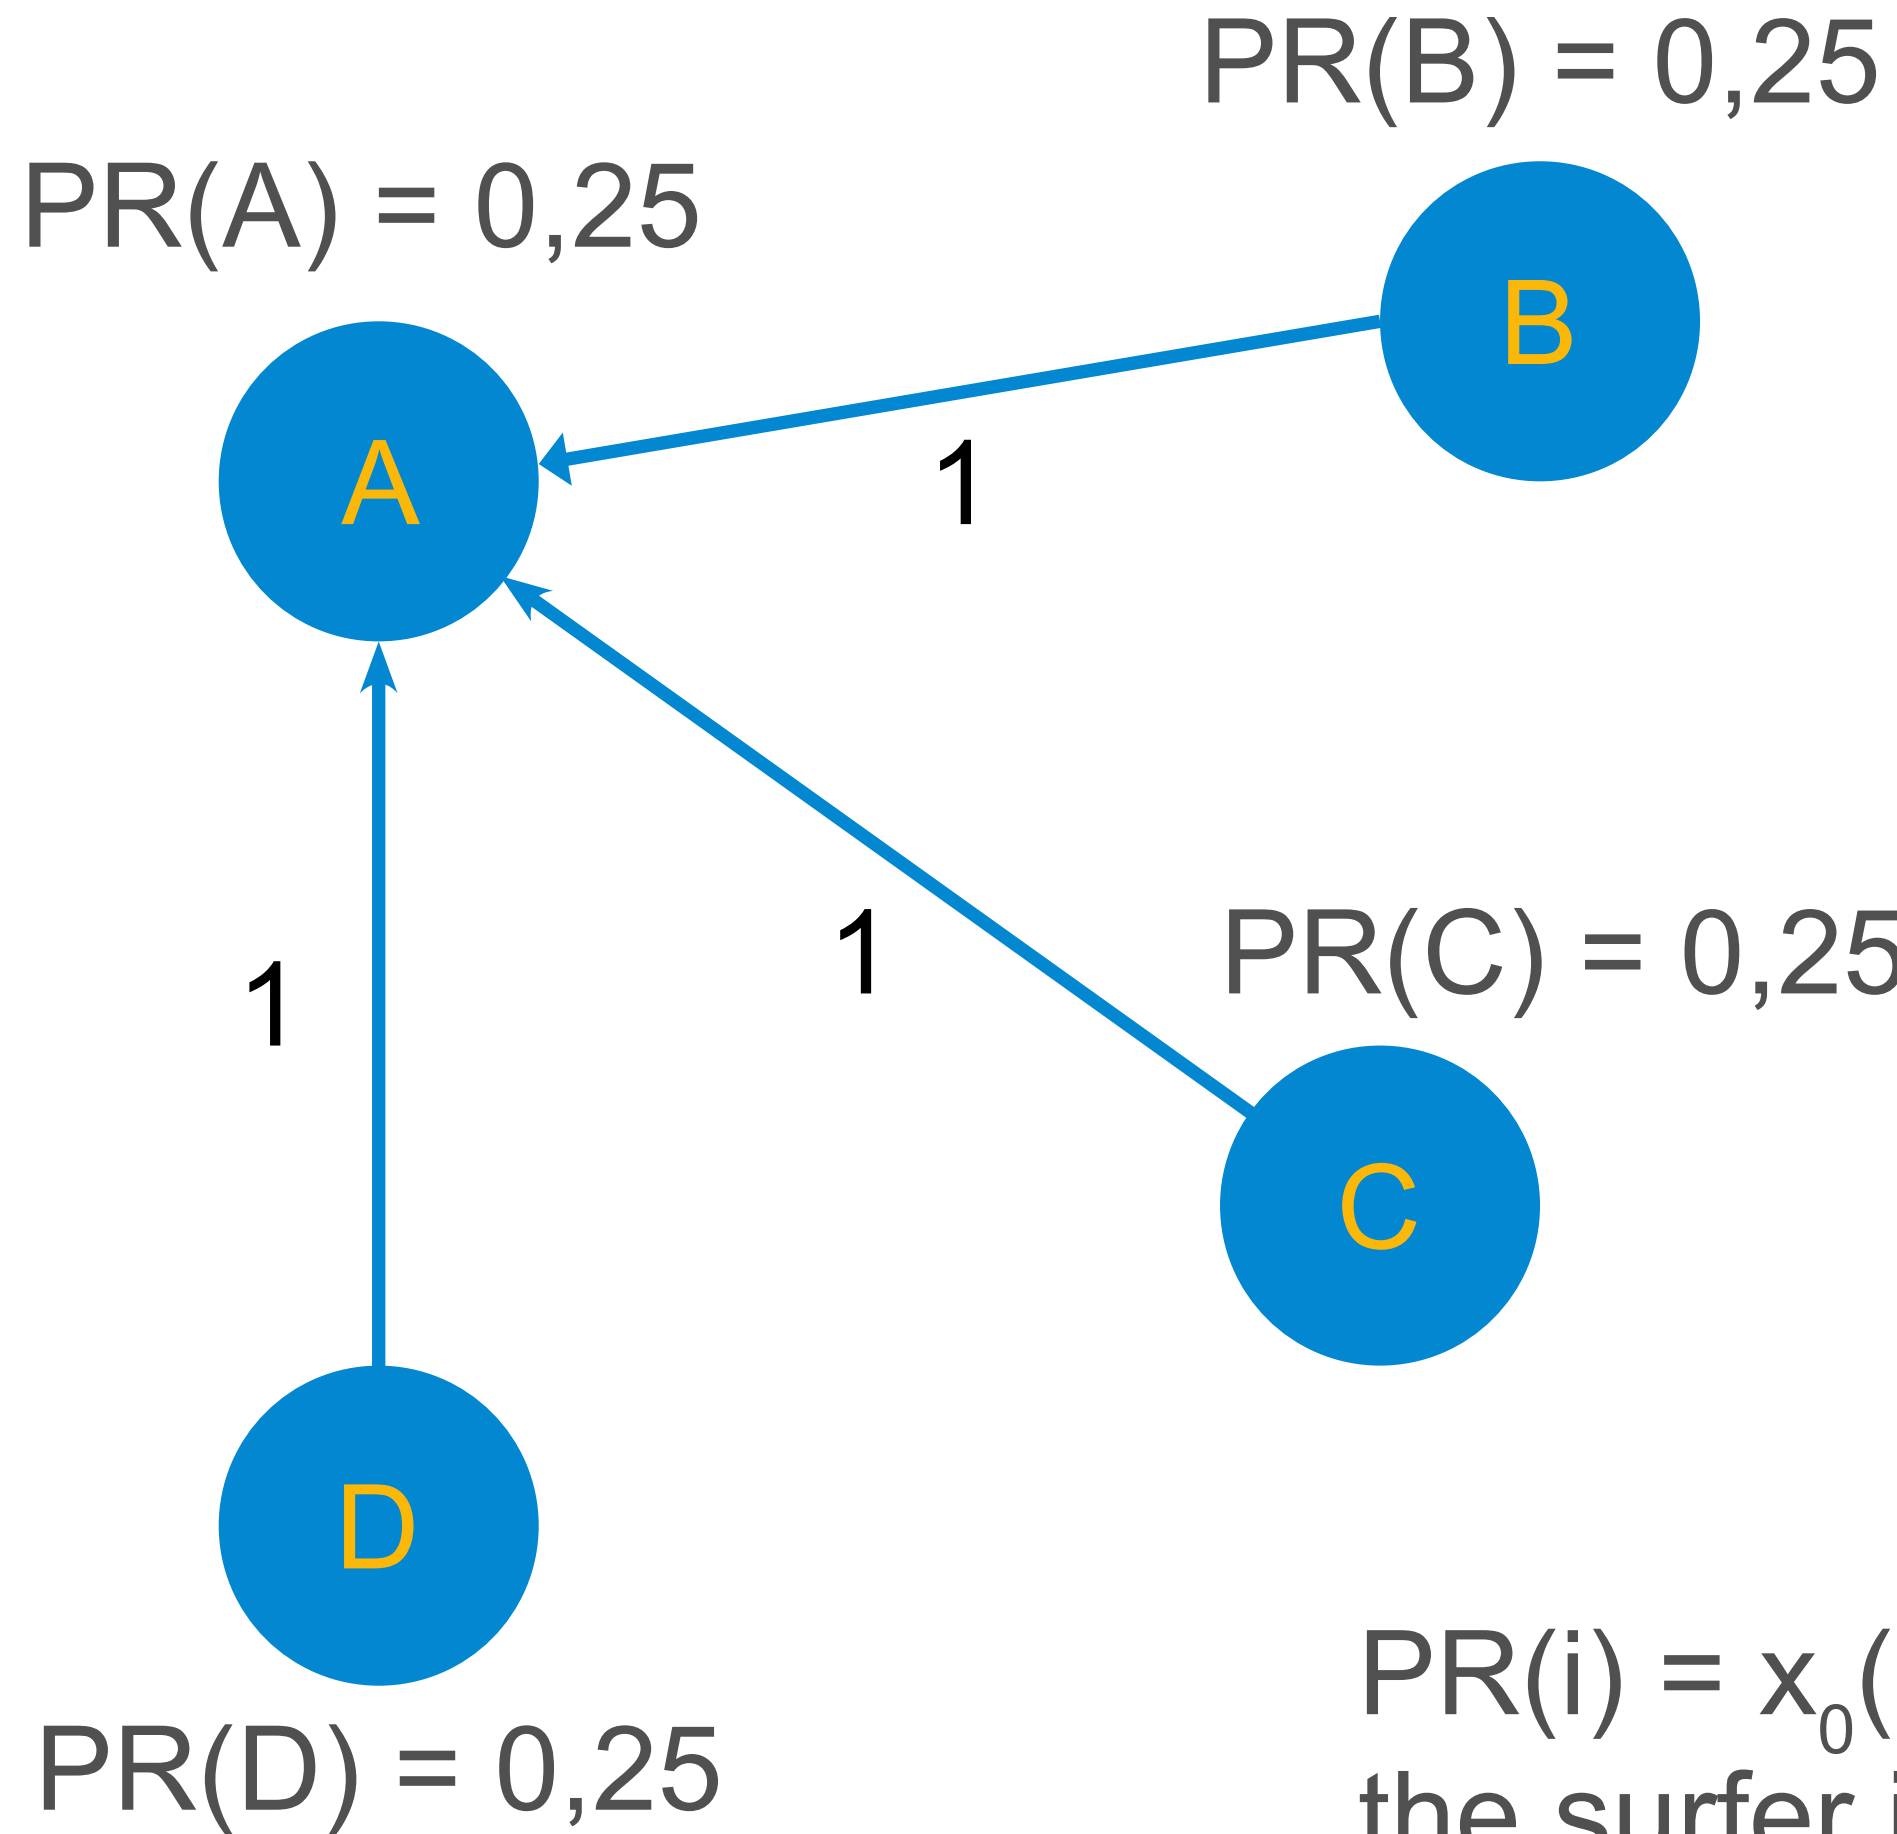 PR(B) = 0,25
PR(A) = 0,25
B
A
1
1
PR(C) = 0,25
1
C
D
PR(i) = x0(
PR(D) = 0,25
the surfer i